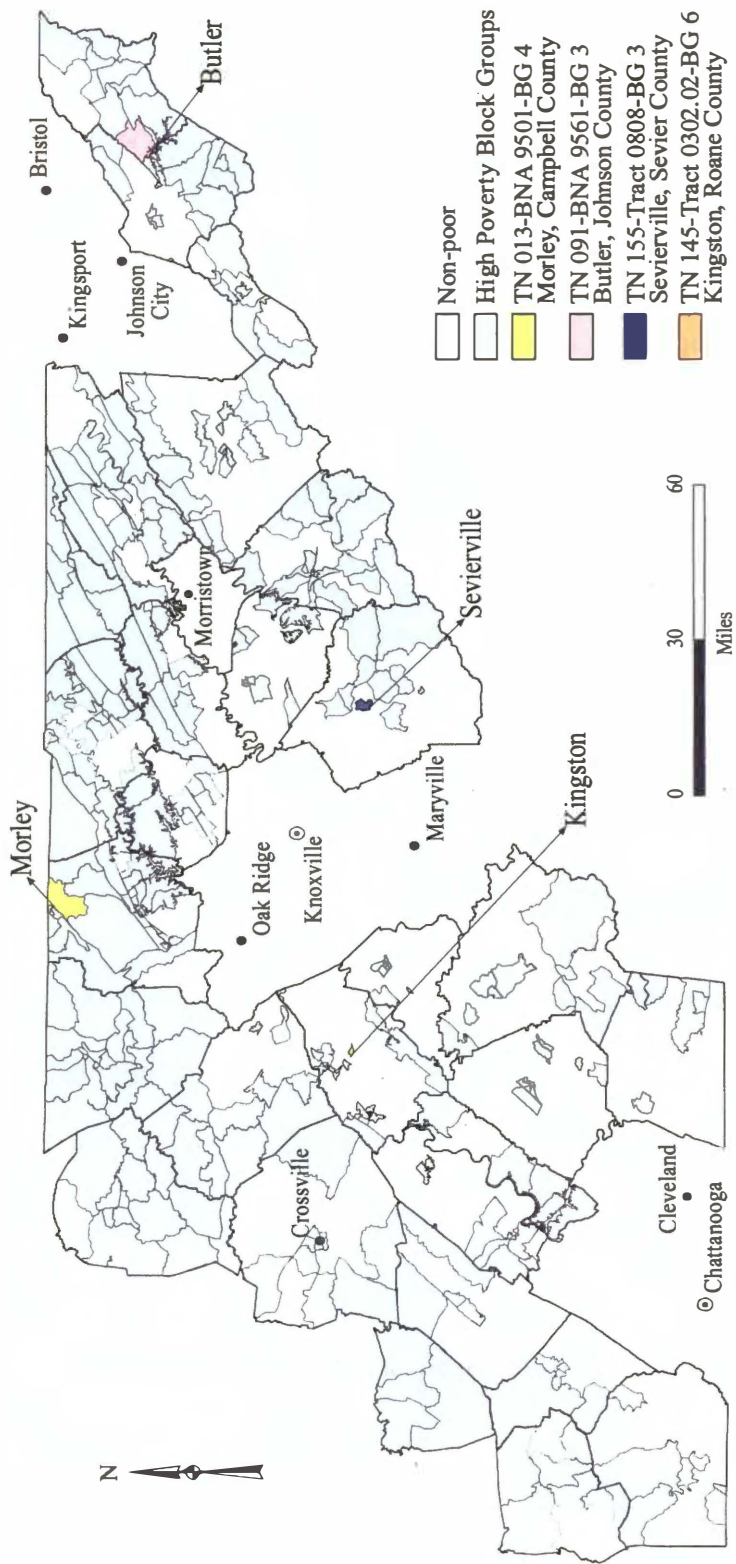 Morley
Bristol
Kingsport
Johnson
City
Butler
Morristown
Oak Ridge
Knoxville
Sevierville
Maryville
Crossville
Kingston
Cleveland
Chattanooga
N
0
30
60
Miles
Non-poor
High Poverty Block Groups
TN 013-BNA 9501-BG 4
Morley, Campbell County
TN 091-BNA 9561-BG 3
Butler, Johnson County
TN 155-Tract 0808-BG 3
Sevierville, Sevier County
TN 145-Tract 0302.02-BG 6
Kingston, Roane County